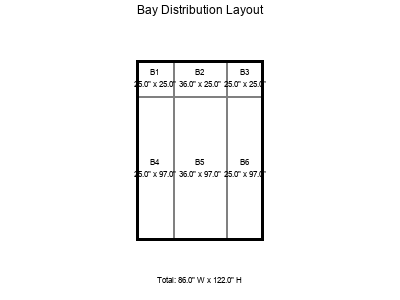 Bay Distribution Layout
B1 B2 B3
25.0" x 25.0" 36.0" x 25.0" 25.0" x 25.0"
B4 B5 B6
25.0" x 97.0" 36.0" x 97.0" 25.0" x 97.0"
Total: 86.0" W x 122.0" H